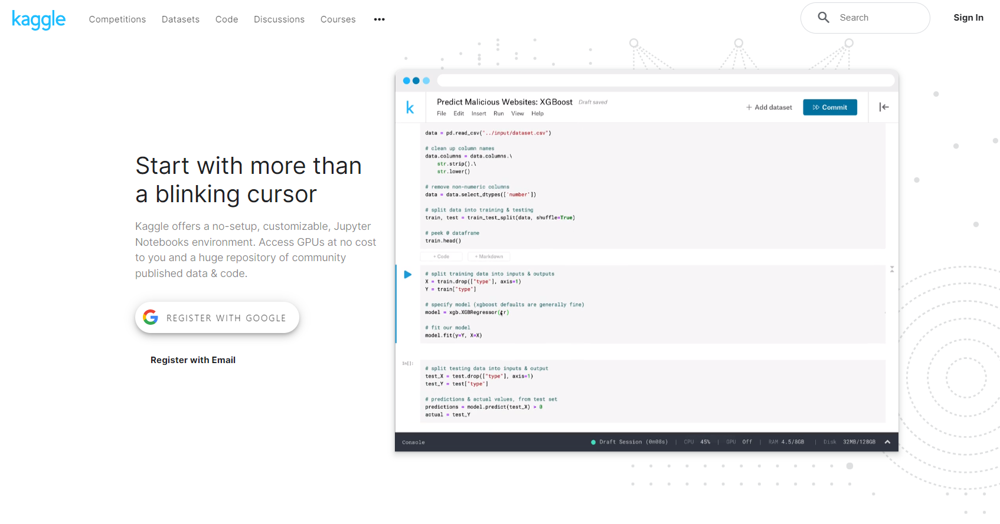 kaggle
Competitions Datasets Code Discussions Courses •••
Search
Sign In
Start with more than
a blinking cursor
Kaggle offers a no-setup, customizable, Jupyter
Notebooks environment. Access GPUs at no cost
to you and a huge repository of community
published data & code.
REGISTER WITH GOOGLE
Register with Email
k
Predict Malicious Websites: XGBoost Draft saved
File Edit Insert Run View Help
+ Add dataset
Commit
data = pd.read_csv("../input/dataset.csv")
# clean up column names
data.columns = data.columns.\
str.strip().\
str.lower()
# remove non-numeric columns
data = data.select_dtypes(['number'])
# split data into training & testing
train, test = train_test_split(data, shuffle=True)
# peek @ dataframe
train.head()
+ Code + Markdown
# split training data into inputs & outputs
X = train.drop(["type"], axis=1)
Y = train["type"]
# specify model (xgboost defaults are generally fine)
model = xgb.XGBRegressor(tr)
# fit our model
model.fit(y=Y, X=X)
In[]:
# split testing data into inputs & output
test_X = test.drop(["type"], axis=1)
test_Y = test["type"]
# predictions & actual values, from test set
predictions = model.predict(test_X) > 0
actual = test_Y
Console
Draft Session (0m08s) | CPU 45% | GPU Off | RAM 4.5/8GB | Disk 32MB/128GB